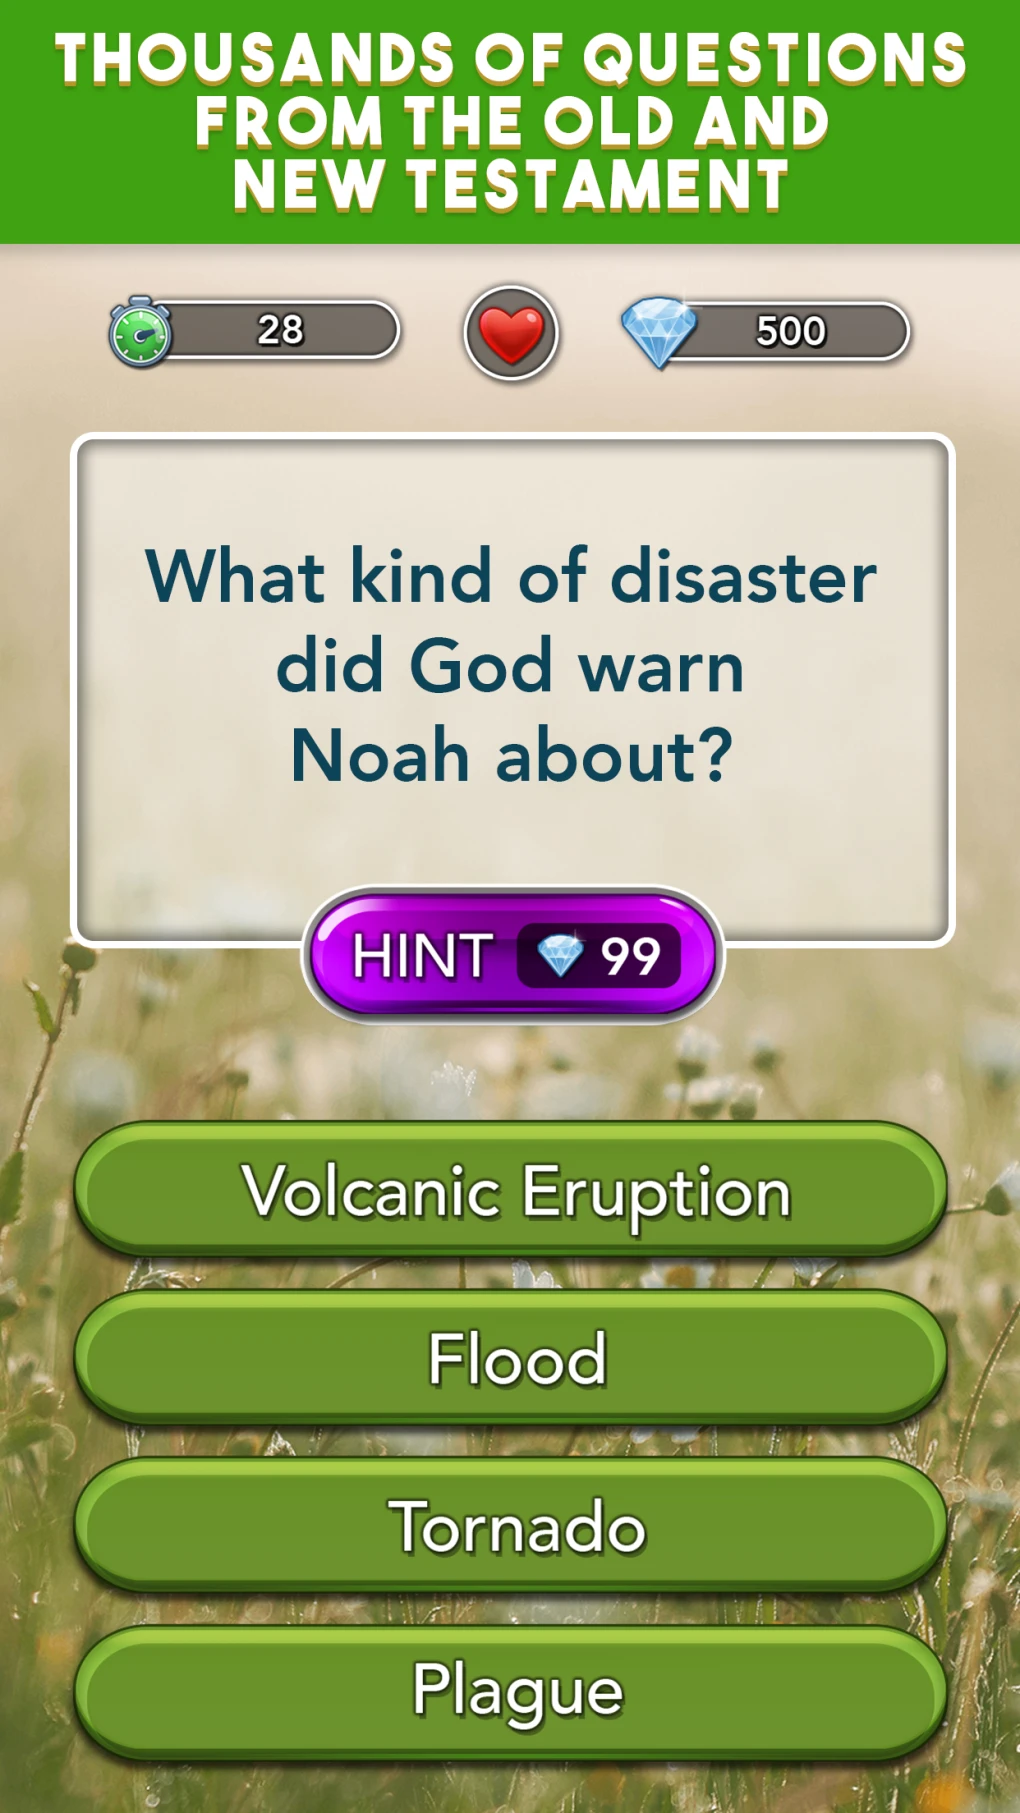 THOUSANDS OF QUESTIONS
FROM THE OLD AND
NEW TESTAMENT
28
500
What kind of disaster
did God warn
Noah about?
HINT 99
Volcanic Eruption
Flood
Tornado
Plague